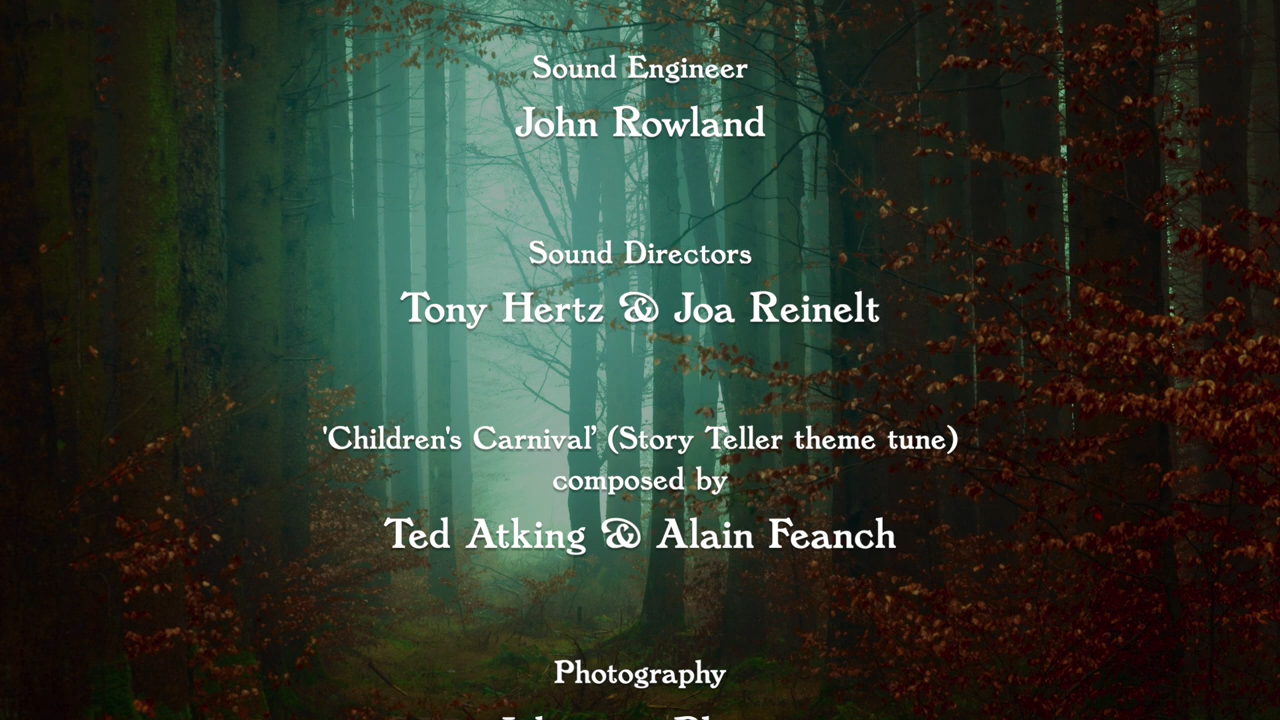 Sound Engineer
John Rowland
Sound Directors
Tony Hertz & Joa Reinelt
'Children's Carnival' (Story Teller theme tune)
composed by
Ted Atking & Alain Feanch
Photography